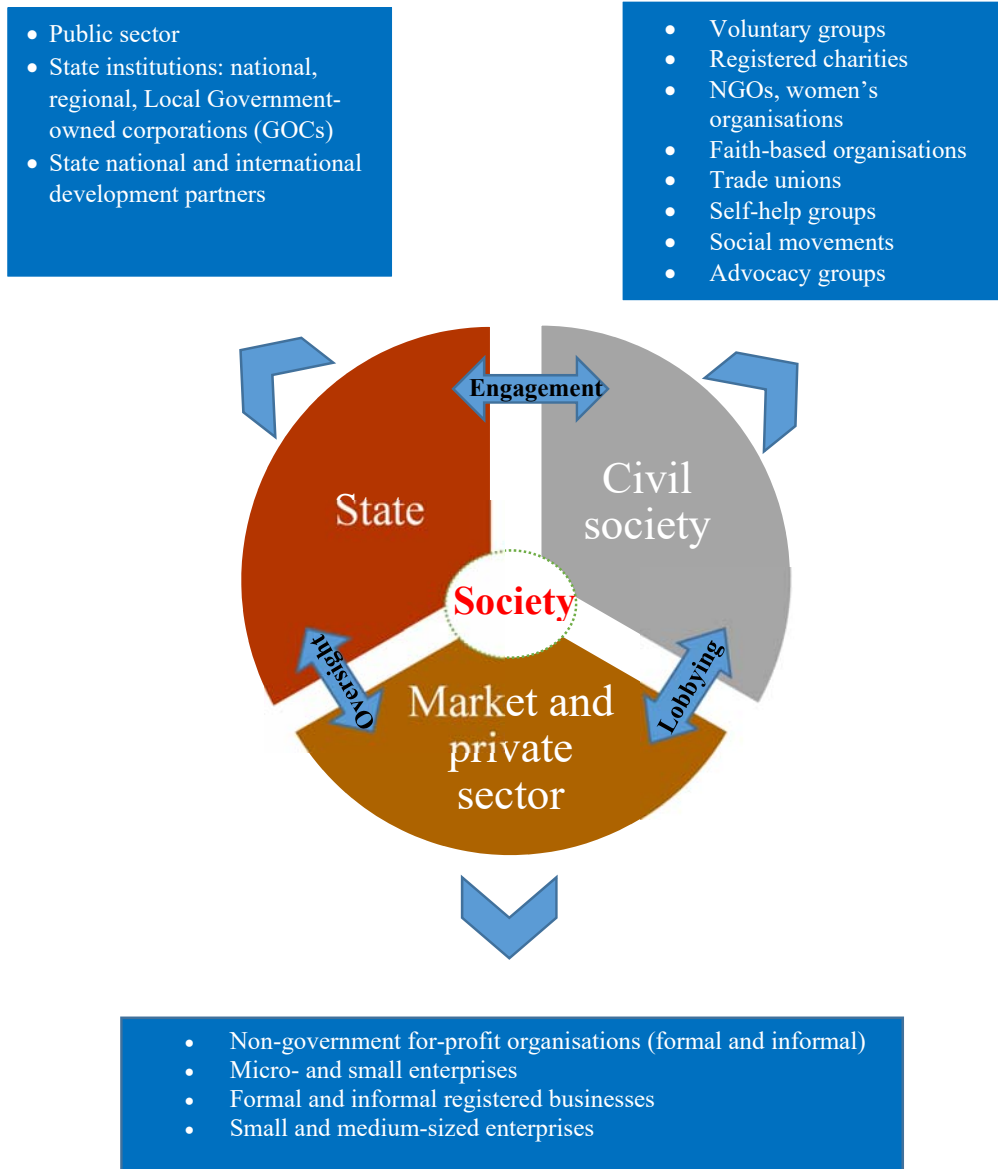 • Public sector
• State institutions: national,
regional, Local Government-
owned corporations (GOCs)
• State national and international
development partners
• Voluntary groups
• Registered charities
• NGOs, women’s
organisations
• Faith-based organisations
• Trade unions
• Self-help groups
• Social movements
• Advocacy groups
Engagement
State
Civil
society
Society
Oversight
Lobbying
Market and
private
sector
• Non-government for-profit organisations (formal and informal)
• Micro- and small enterprises
• Formal and informal registered businesses
• Small and medium-sized enterprises